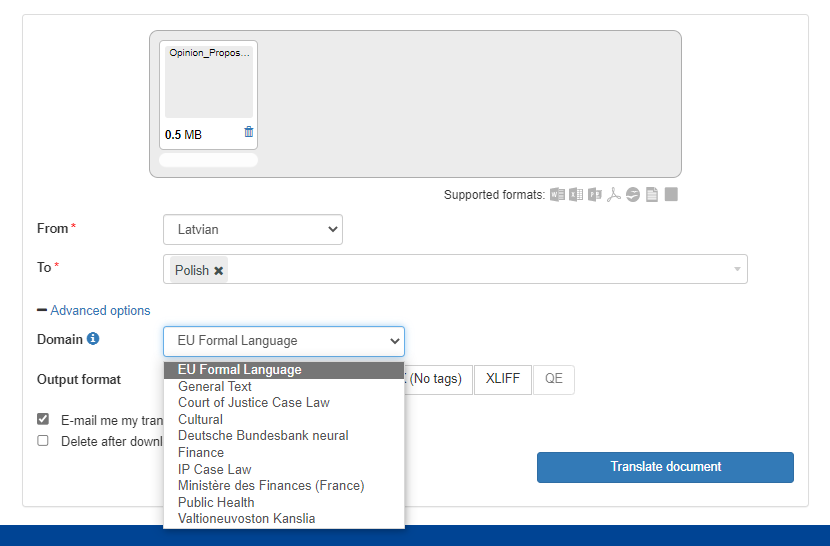 Opinion_Propos...
0.5 MB
Supported formats:
From *
Latvian
To *
Polish
Advanced options
Domain
EU Formal Language
EU Formal Language
General Text
Court of Justice Case Law
Cultural
Deutsche Bundesbank neural
Finance
IP Case Law
Ministère des Finances (France)
Public Health
Valtioneuvoston Kanslia
Output format
(No tags) XLIFF QE
E-mail me my tran
Delete after downl
Translate document